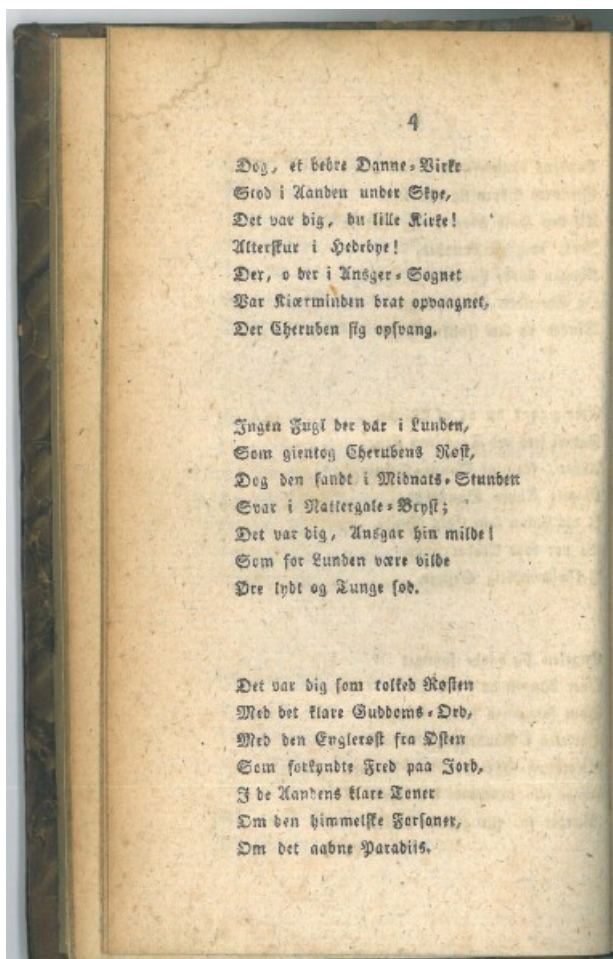 4
Dog, et bedre Danne-Virke
Stod i Aanden under Skye,
Det var dig, du lille Kirke!
Alterskur i Hedebye!
Der, o der i Ansger-Sognet
Var Kiærminden brat opvaagnet,
Der Cheruben sig opsvang.
Ingen Fugl der var i Lunden,
Som gientog Cherubens Røst,
Dog den fandt i Midnats-Stunden
Svar i Nattergale-Bryst;
Det var dig, Ansgar hin milde!
Som for Lunden være vilde
Øre lydt og Tunge sød.
Det var dig som tolked Røsten
Med det klare Guddoms-Ord,
Med den Englerøst fra Østen
Som forkyndte Fred paa Jord,
I de Aandens klare Toner
Om den himmelske Forsoner,
Om det aabne Paradiis.